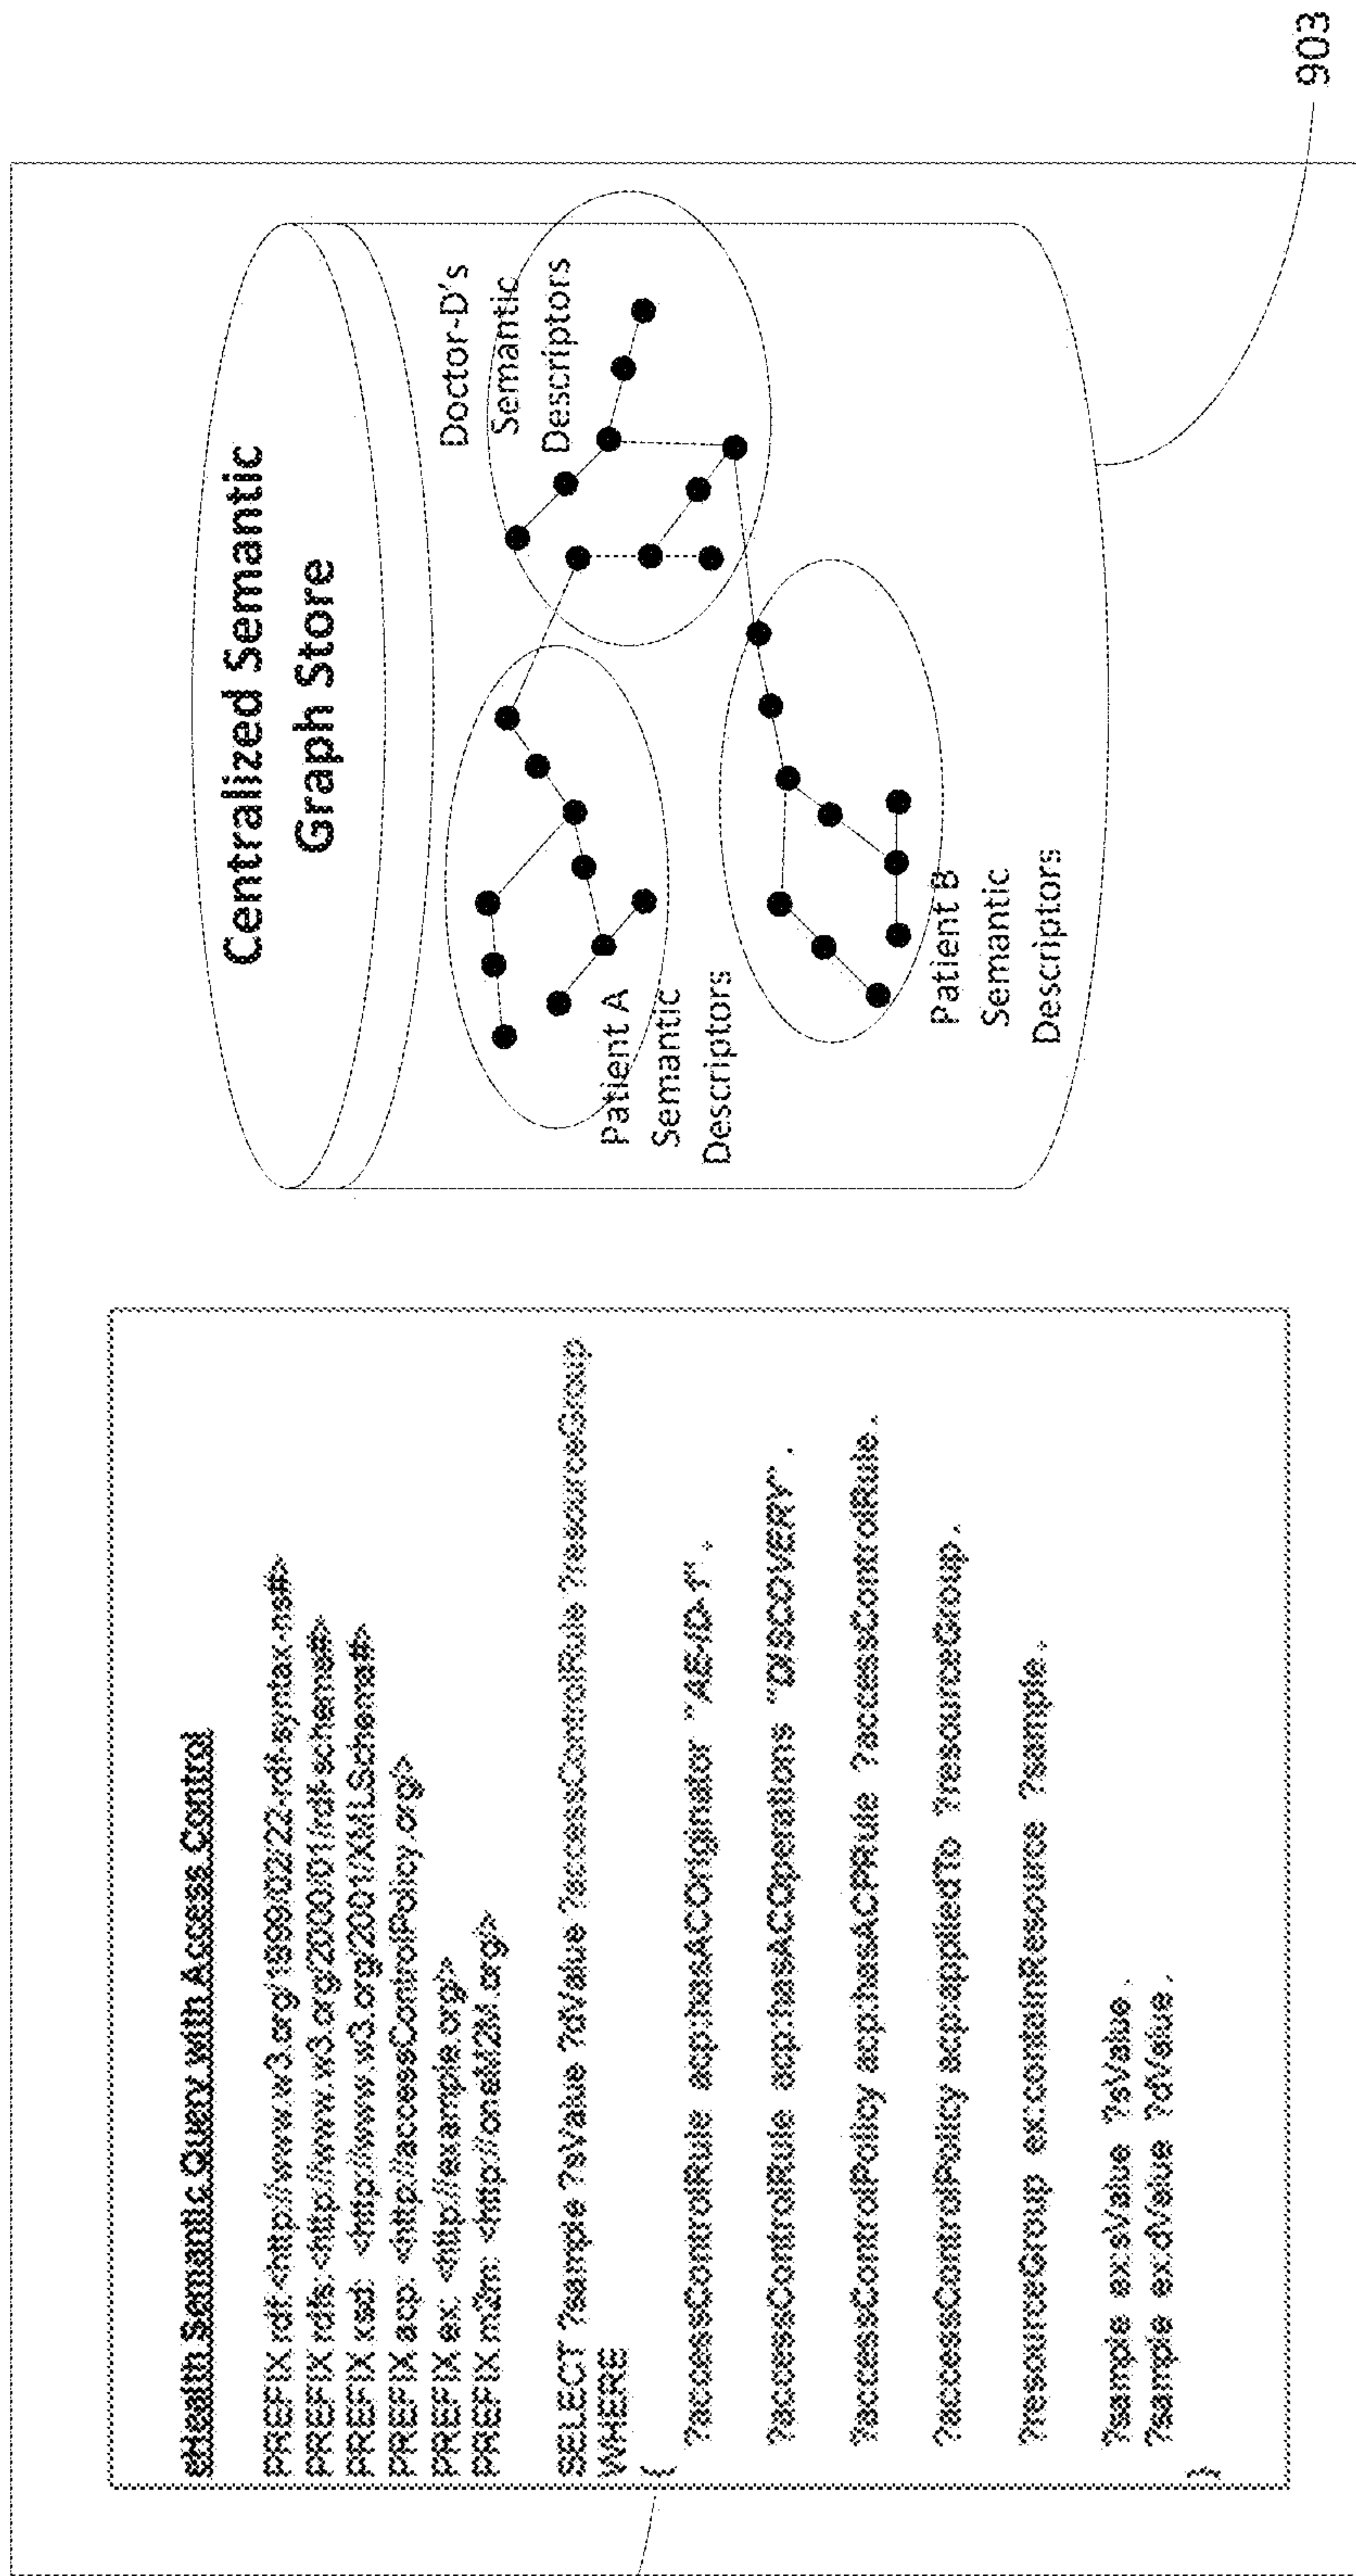 eHealth Semantic Query with Access Control
PREFIX rdf:<http://www.w3.org/1999/02/22-rdf-syntax-ns#>
PREFIX rdfs:<http://www.w3.org/2000/01/rdf-schema#>
PREFIX xsd: <http://www.w3.org/2001/XMLSchema#>
PREFIX acp: <http://accessControlPolicy.org/>
PREFIX ex: <http://example.org/>
PREFIX m2m: <http://oneM2M.org/>
SELECT ?sample ?sValue ?dValue ?accessControlRule ?resourceGroup
WHERE
{
?accessControlRule acp:hasACOriginator "AE-ID-1" .
?accessControlRule acp:hasACOperations "DISCOVERY" .
?accessControlPolicy acp:hasACPRule ?accessControlRule .
?accessControlPolicy acp:appliedTo ?resourceGroup .
?resourceGroup ex:containResource ?sample .
?sample ex:sValue ?sValue .
?sample ex:dValue ?dValue .
}
Centralized Semantic
Graph Store
Patient A
Semantic
Descriptors
Doctor-D's
Semantic
Descriptors
Patient B
Semantic
Descriptors
903